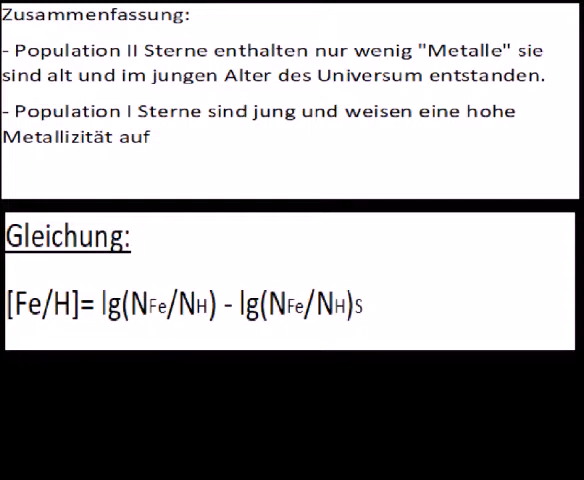 Zusammenfassung:
- Population II Sterne enthalten nur wenig "Metalle" sie
sind alt und im jungen Alter des Universum entstanden.
- Population I Sterne sind jung und weisen eine hohe
Metallizität auf
Gleichung:
[Fe/H]= lg(NFe/NH) - lg(NFe/NH)S